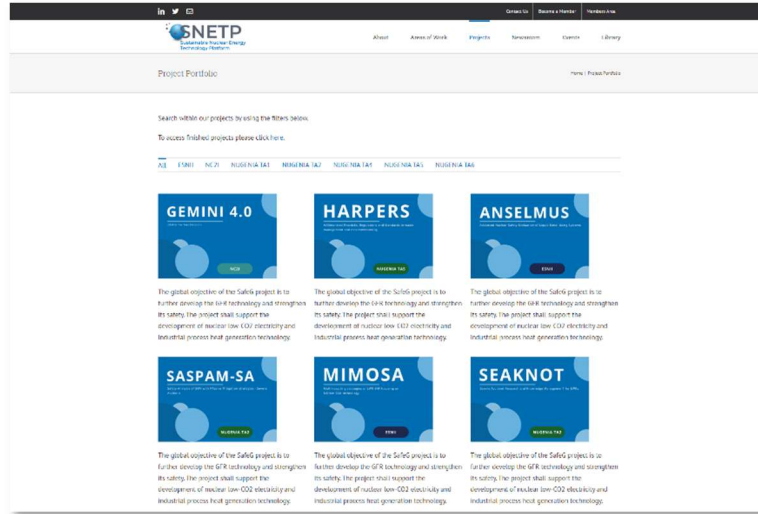 Contact Us
Become a Member
Members Area
SNETP
Sustainable Nuclear Energy
Technology Platform
About
Areas of Work
Projects
Newsroom
Events
Library
Project Portfolio
Home | Project Portfolio
Search within our projects by using the filters below.
To access finished projects please click here.
All
ESNII
NC2I
NUGENIA TA1
NUGENIA TA2
NUGENIA TA4
NUGENIA TA5
NUGENIA TA6
GEMINI 4.0
NC2I
HARPERS
NUGENIA TA5
ANSELMUS
ESNII
The global objective of the SafeG project is to
further develop the GFR technology and strengthen
its safety. The project shall support the
development of nuclear low-CO2 electricity and
industrial process heat generation technology.
The global objective of the SafeG project is to
further develop the GFR technology and strengthen
its safety. The project shall support the
development of nuclear low-CO2 electricity and
industrial process heat generation technology.
The global objective of the SafeG project is to
further develop the GFR technology and strengthen
its safety. The project shall support the
development of nuclear low-CO2 electricity and
industrial process heat generation technology.
SASPAM-SA
NUGENIA TA2
MIMOSA
ESNII
SEAKNOT
NUGENIA TA2
The global objective of the SafeG project is to
further develop the GFR technology and strengthen
its safety. The project shall support the
development of nuclear low-CO2 electricity and
industrial process heat generation technology.
The global objective of the SafeG project is to
further develop the GFR technology and strengthen
its safety. The project shall support the
development of nuclear low-CO2 electricity and
industrial process heat generation technology.
The global objective of the SafeG project is to
further develop the GFR technology and strengthen
its safety. The project shall support the
development of nuclear low-CO2 electricity and
industrial process heat generation technology.